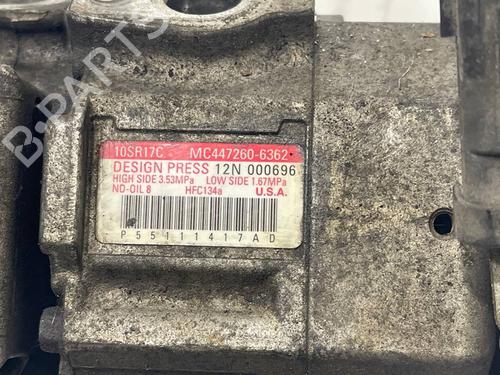 B-PARTS
10SR17C MC447260-6362
DESIGN PRESS 12N 000696
HIGH SIDE 3.53MPa LOW SIDE 1.67MPa
ND-OIL 8 HFC134a U.S.A.
P55111417AD